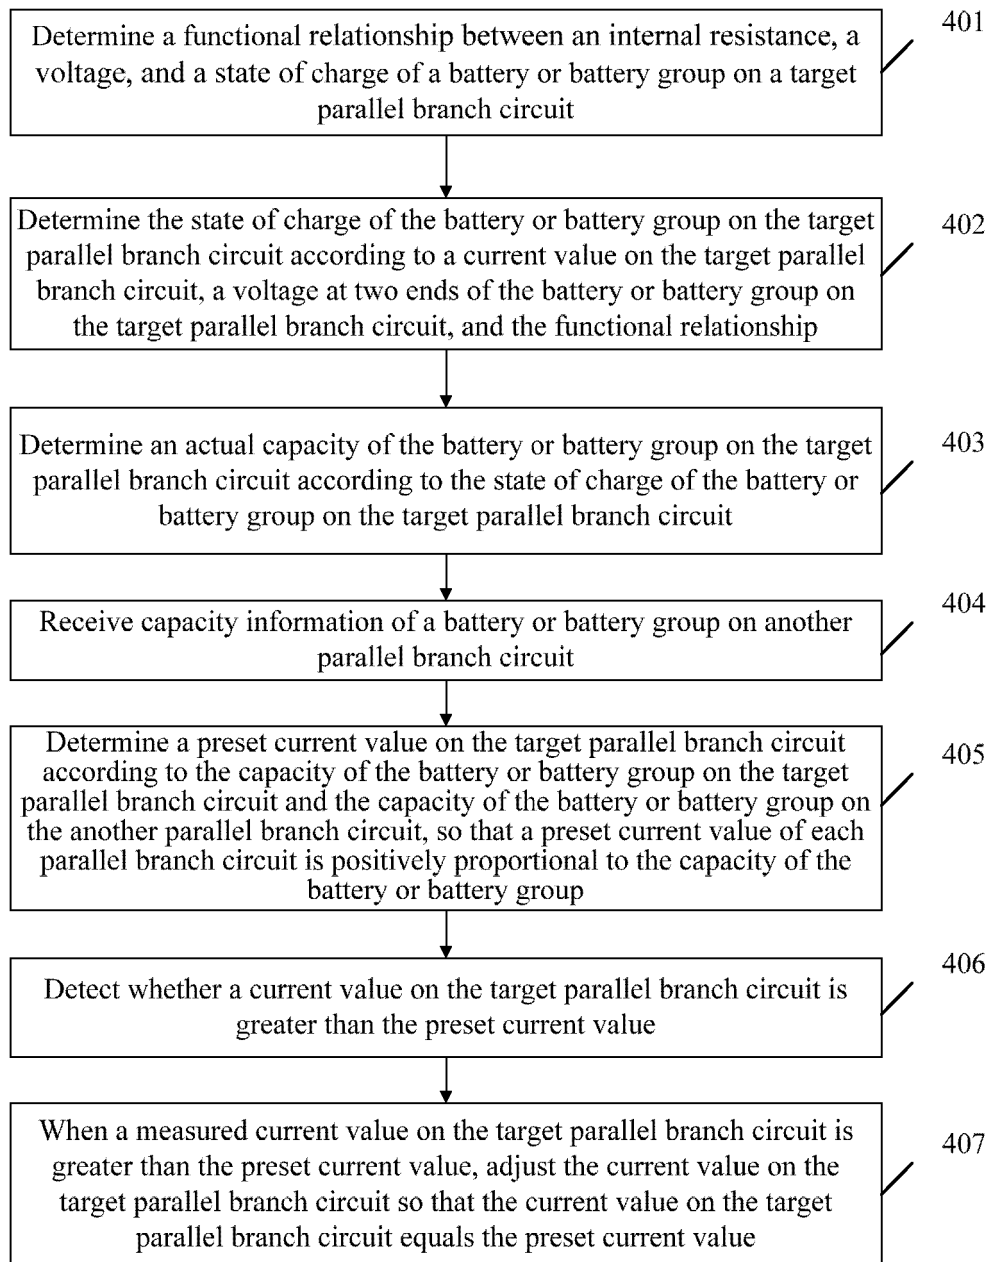 Determine a functional relationship between an internal resistance, a
voltage, and a state of charge of a battery or battery group on a target
parallel branch circuit
401
Determine the state of charge of the battery or battery group on the target
parallel branch circuit according to a current value on the target parallel
branch circuit, a voltage at two ends of the battery or battery group on
the target parallel branch circuit, and the functional relationship
402
Determine an actual capacity of the battery or battery group on the target
parallel branch circuit according to the state of charge of the battery or
battery group on the target parallel branch circuit
403
Receive capacity information of a battery or battery group on another
parallel branch circuit
404
Determine a preset current value on the target parallel branch circuit
according to the capacity of the battery or battery group on the target
parallel branch circuit and the capacity of the battery or battery group on
the another parallel branch circuit, so that a preset current value of each
parallel branch circuit is positively proportional to the capacity of the
battery or battery group
405
Detect whether a current value on the target parallel branch circuit is
greater than the preset current value
406
When a measured current value on the target parallel branch circuit is
greater than the preset current value, adjust the current value on the
target parallel branch circuit so that the current value on the target
parallel branch circuit equals the preset current value
407